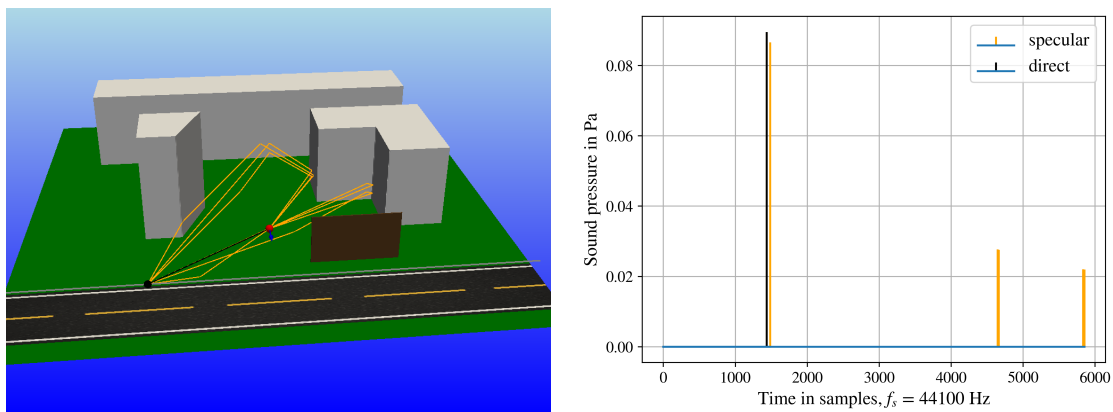 specular
direct
0.08
0.06
0.04
0.02
0.00
Sound pressure in Pa
0 1000 2000 3000 4000 5000 6000
Time in samples, fₛ = 44100 Hz